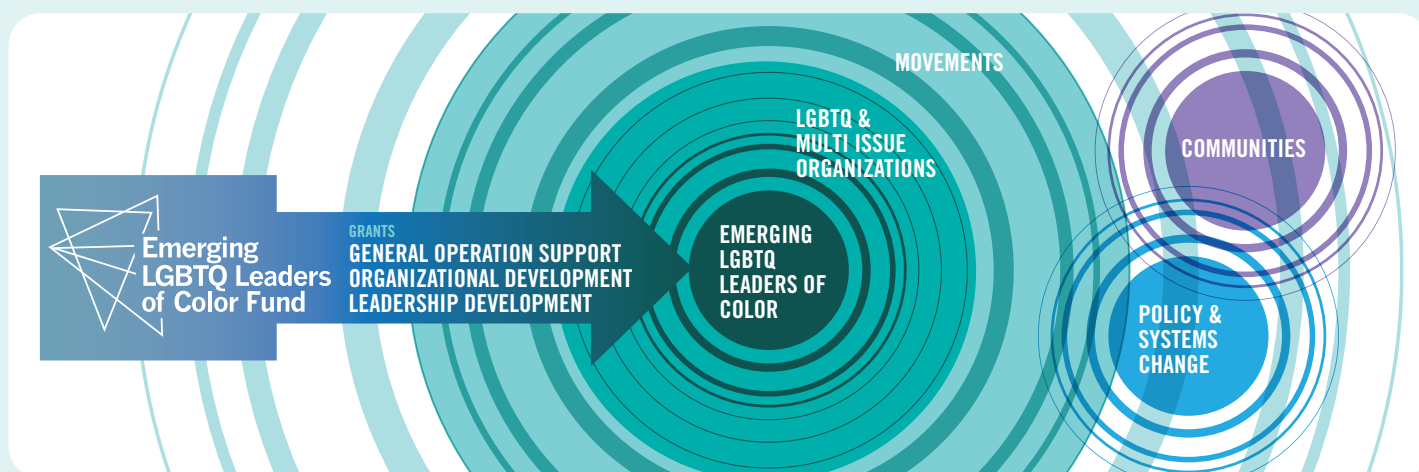 Emerging
LGBTQ Leaders
of Color Fund
GRANTS
GENERAL OPERATION SUPPORT
ORGANIZATIONAL DEVELOPMENT
LEADERSHIP DEVELOPMENT
EMERGING
LGBTQ
LEADERS OF
COLOR
LGBTQ &
MULTI ISSUE
ORGANIZATIONS
MOVEMENTS
COMMUNITIES
POLICY &
SYSTEMS
CHANGE